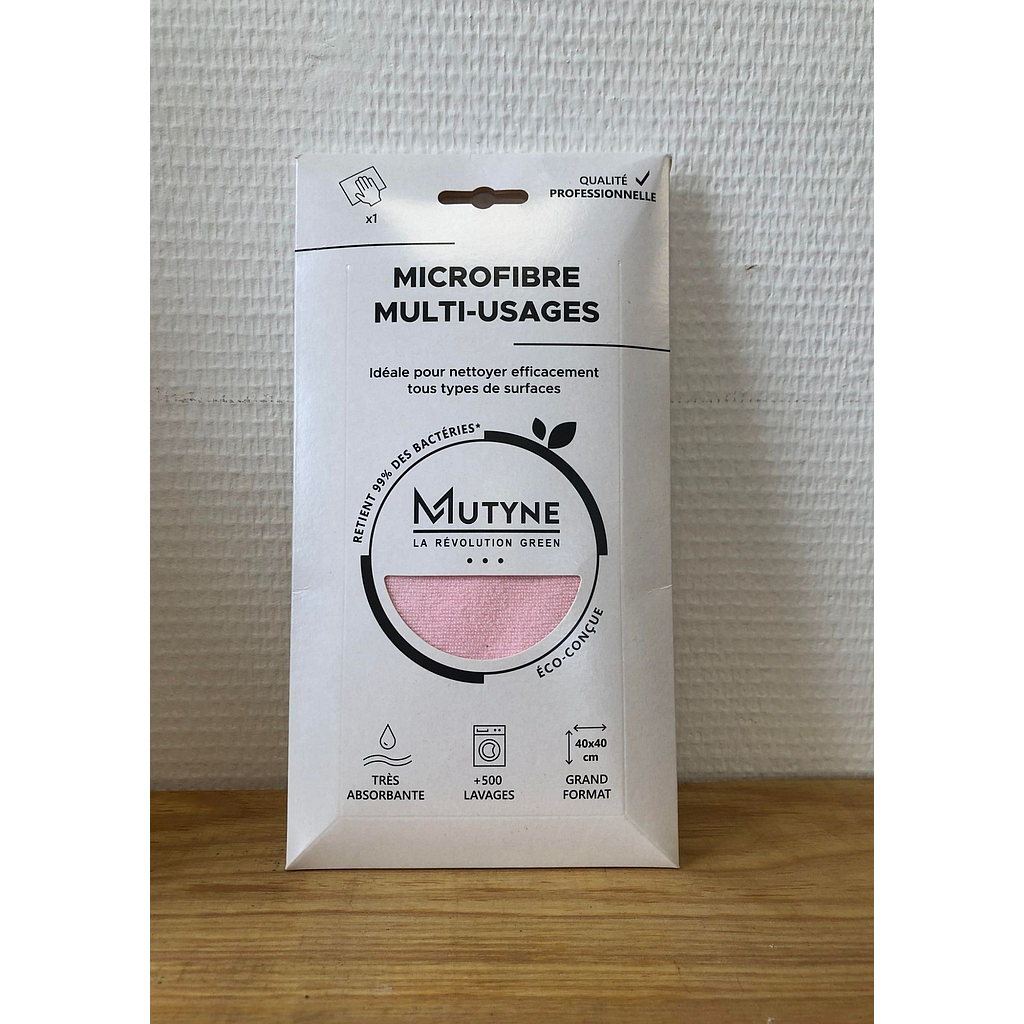 x1
QUALITÉ
PROFESSIONNELLE
MICROFIBRE
MULTI-USAGES
Idéale pour nettoyer efficacement
tous types de surfaces
RETIENT 99% DES BACTÉRIES*
MUTYNE
LA RÉVOLUTION GREEN
ÉCO-CONÇUE
TRÈS
ABSORBANTE
+500
LAVAGES
40x40
cm
GRAND
FORMAT